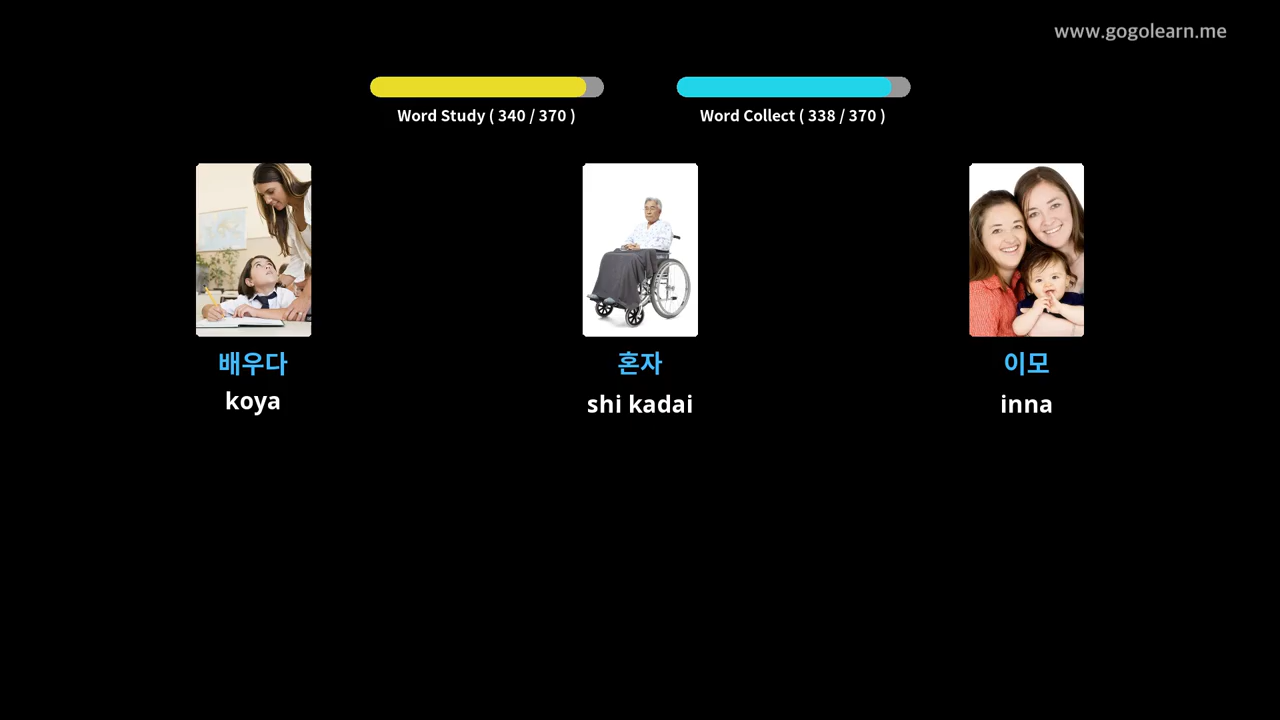 www.gogolearn.me
Word Study ( 340 / 370 )
Word Collect ( 338 / 370 )
배우다
혼자
이모
koya
shi kadai
inna